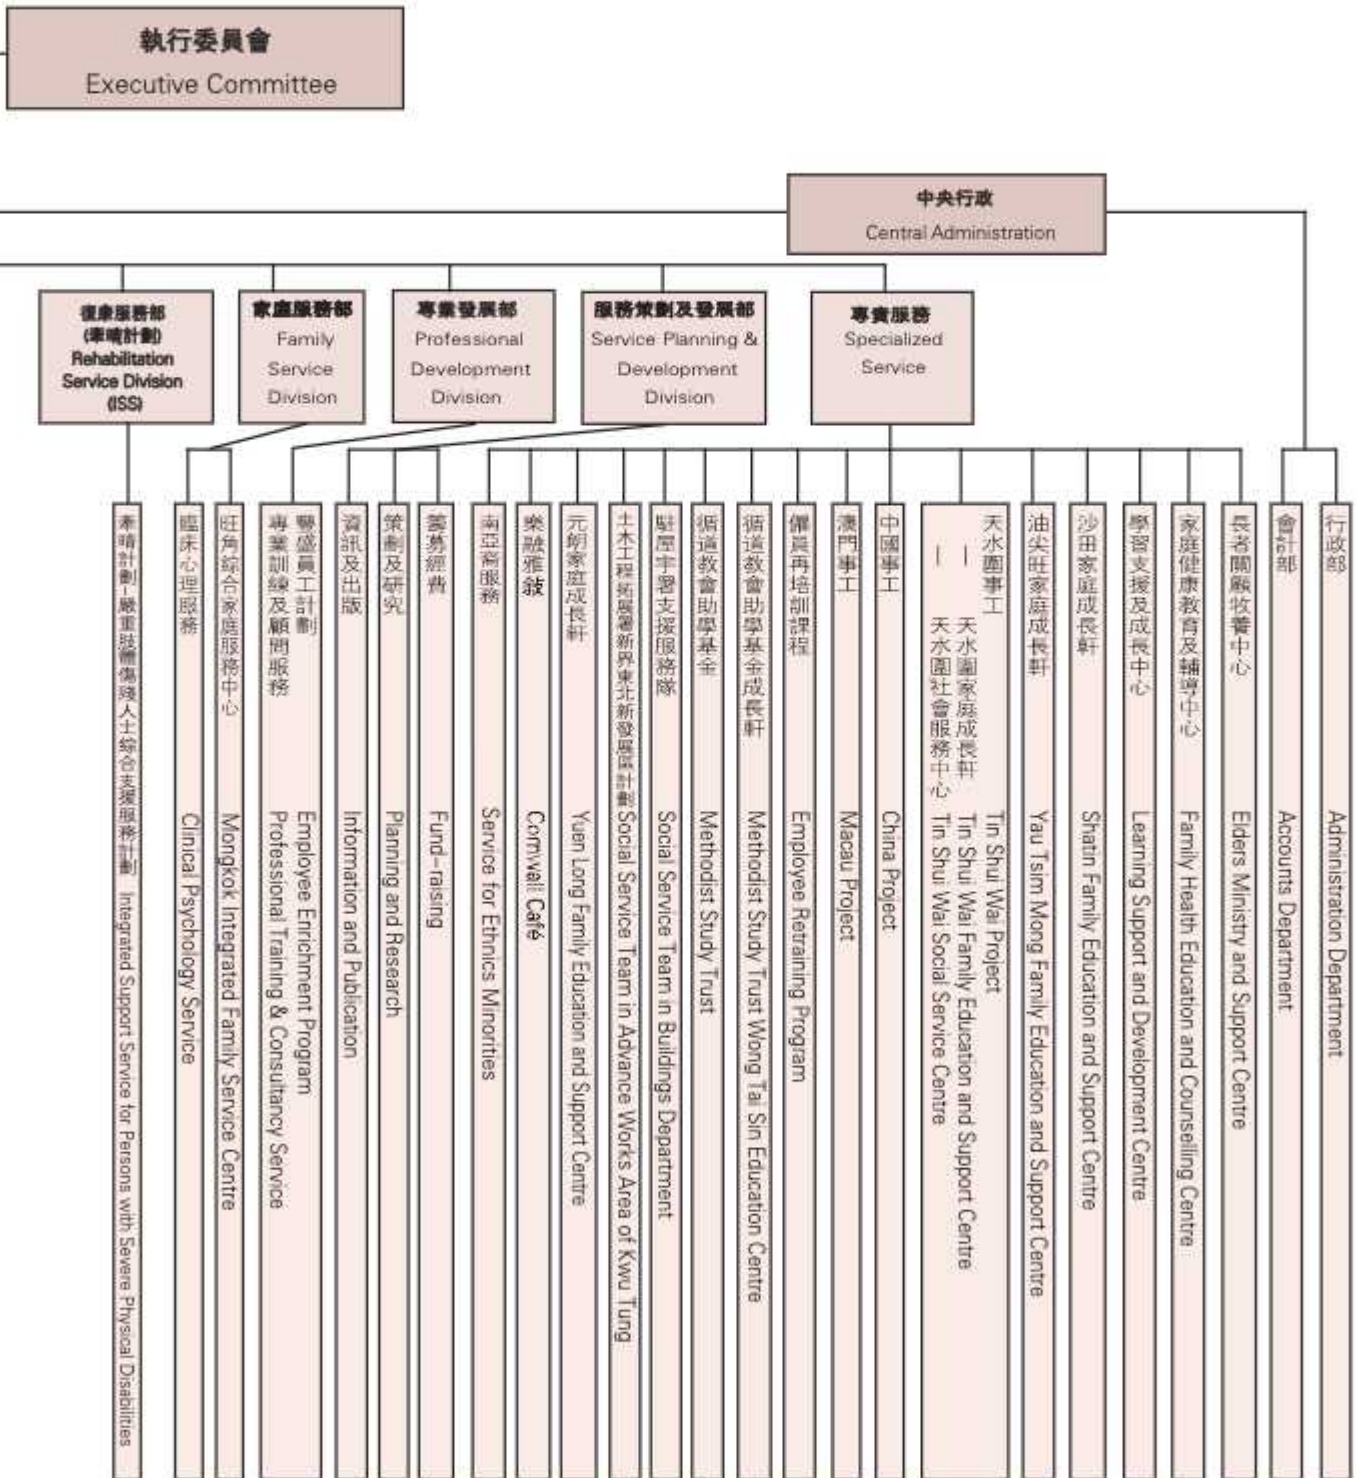 執行委員會
Executive Committee
中央行政
Central Administration
復康服務部
(牽晴計劃)
Rehabilitation
Service Division
(ISS)
家庭服務部
Family
Service
Division
專業發展部
Professional
Development
Division
服務策劃及發展部
Service Planning &
Development
Division
專責服務
Specialized
Service
牽晴計劃-嚴重肢體傷殘人士綜合支援服務計劃 Integrated Support Service for Persons with Severe Physical Disabilities
臨床心理服務 Clinical Psychology Service
旺角綜合家庭服務中心 Mongkok Integrated Family Service Centre
豐盛員工計劃 Employee Enrichment Program
專業訓練及顧問服務 Professional Training & Consultancy Service
資訊及出版 Information and Publication
策劃及研究 Planning and Research
籌募經費 Fund-raising
南亞裔服務 Service for Ethnics Minorities
樂融雅敍 Cornwall Café
元朗家庭成長軒 Yuen Long Family Education and Support Centre
土木工程拓展署新界東北新發展區計劃 Social Service Team in Advance Works Area of Kwu Tung
駐屋宇署支援服務隊 Social Service Team in Buildings Department
循道教會助學基金 Methodist Study Trust
循道教會助學基金成長軒 Methodist Study Trust Wong Tai Sin Education Centre
僱員再培訓課程 Employee Retraining Program
澳門事工 Macau Project
中國事工 China Project
天水圍事工 Tin Shui Wai Project
— 天水圍家庭成長軒 Tin Shui Wai Family Education and Support Centre
— 天水圍社會服務中心 Tin Shui Wai Social Service Centre
油尖旺家庭成長軒 Yau Tsim Mong Family Education and Support Centre
沙田家庭成長軒 Shatin Family Education and Support Centre
學習支援及成長中心 Learning Support and Development Centre
家庭健康教育及輔導中心 Family Health Education and Counselling Centre
長者關顧牧養中心 Elders Ministry and Support Centre
會計部 Accounts Department
行政部 Administration Department